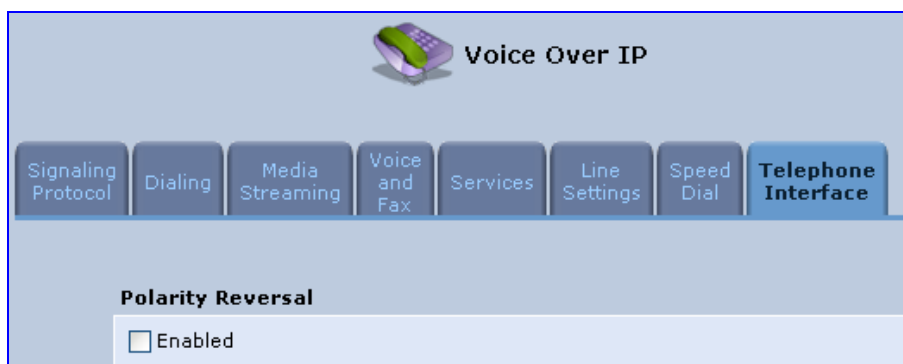 Voice Over IP
Signaling
Protocol
Dialing
Media
Streaming
Voice
and
Fax
Services
Line
Settings
Speed
Dial
Telephone
Interface
Polarity Reversal
Enabled